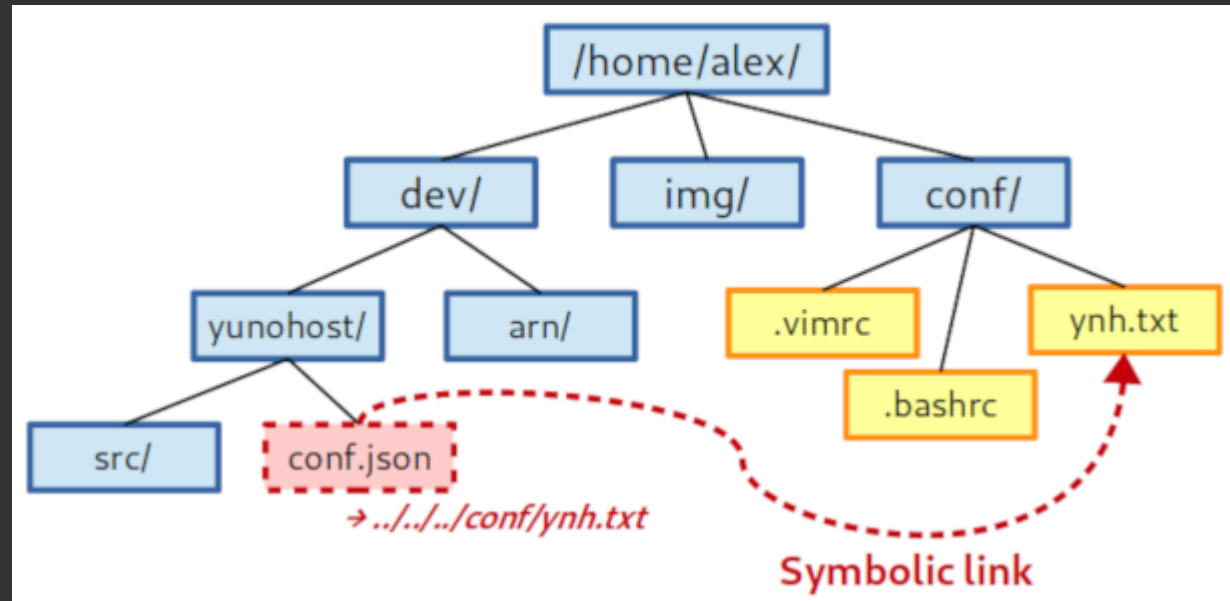 /home/alex/
dev/
img/
conf/
yunohost/
arn/
.vimrc
ynh.txt
.bashrc
src/
conf.json
→ ../../../conf/ynh.txt
Symbolic link